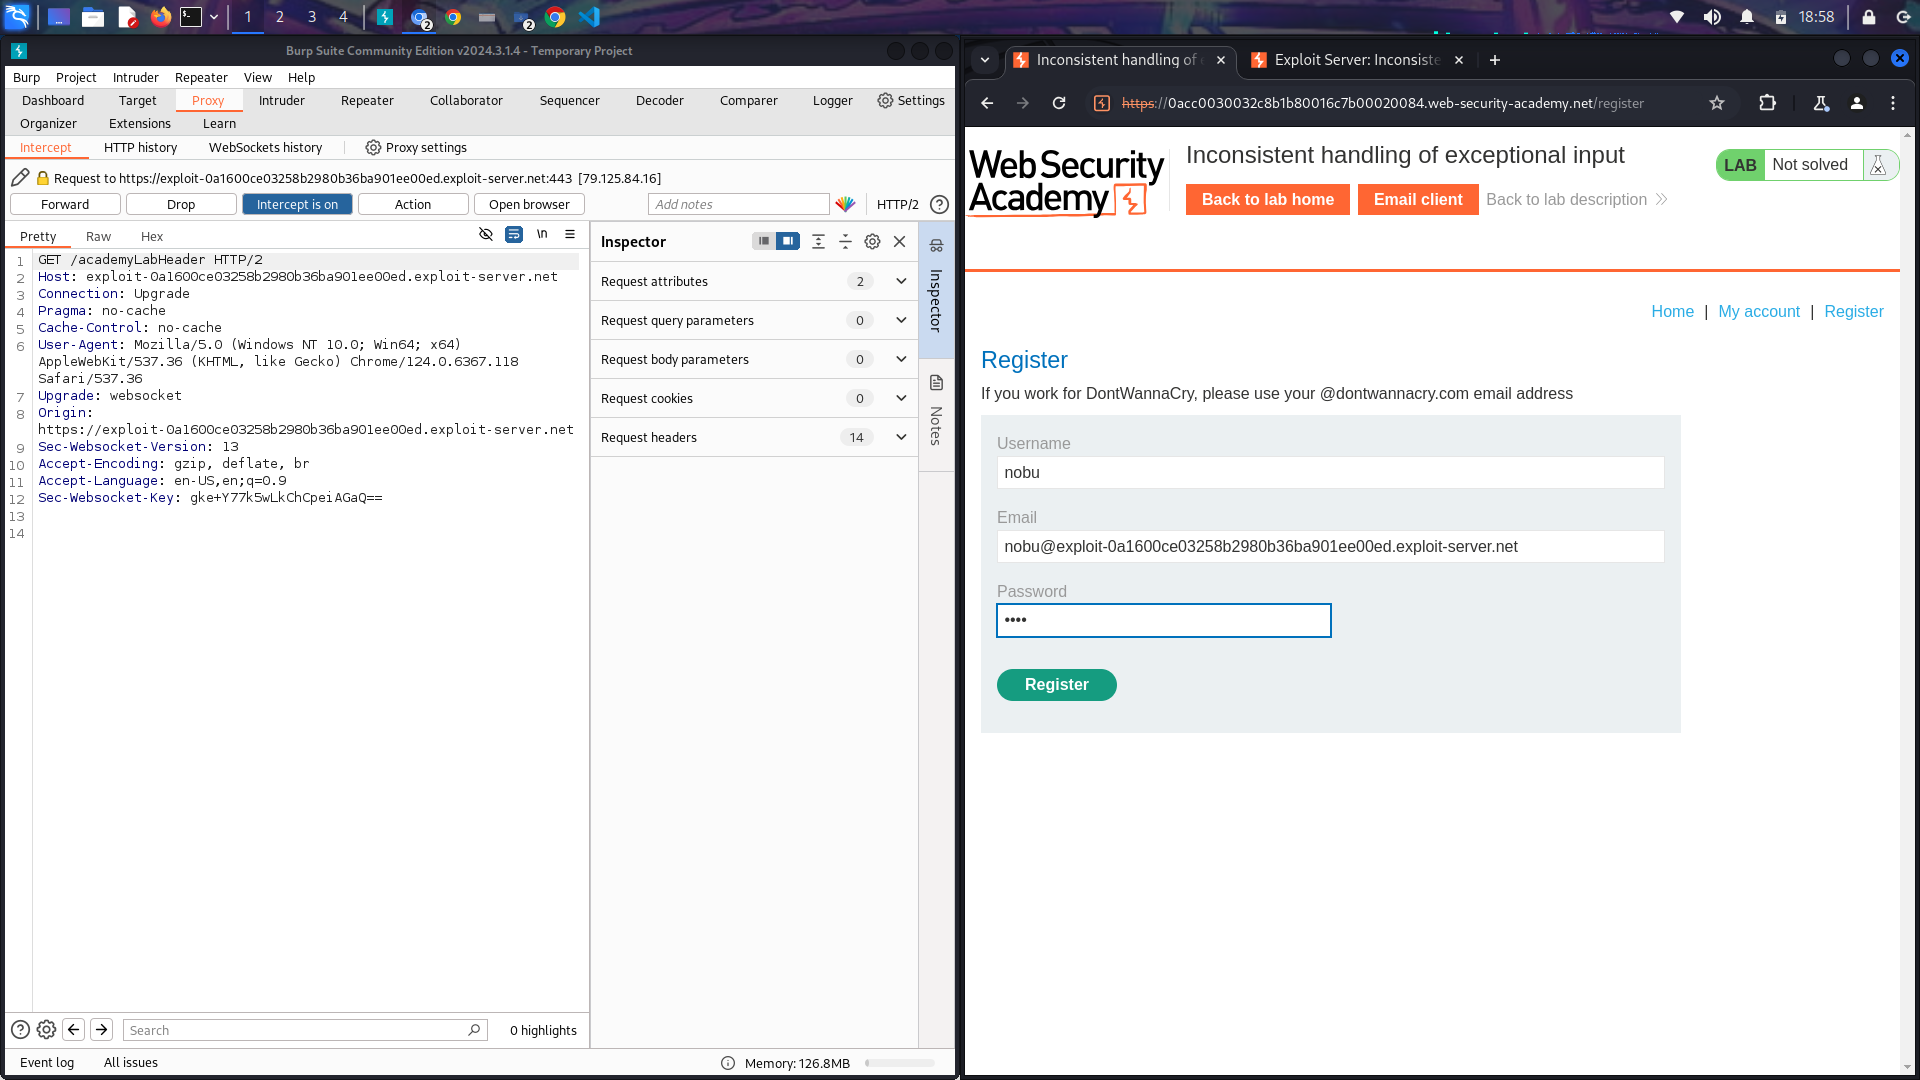 1 2 3 4 2 2 18:58
Burp Suite Community Edition v2024.3.1.4 - Temporary Project
Burp Project Intruder Repeater View Help
Dashboard Target Proxy Intruder Repeater Collaborator Sequencer Decoder Comparer Logger Settings
Organizer Extensions Learn
Intercept HTTP history WebSockets history Proxy settings
Request to https://exploit-0a1600ce03258b2980b36ba901ee00ed.exploit-server.net:443 [79.125.84.16]
Forward Drop Intercept is on Action Open browser Add notes HTTP/2
Pretty Raw Hex \n
1 GET /academyLabHeader HTTP/2
2 Host: exploit-0a1600ce03258b2980b36ba901ee00ed.exploit-server.net
3 Connection: Upgrade
4 Pragma: no-cache
5 Cache-Control: no-cache
6 User-Agent: Mozilla/5.0 (Windows NT 10.0; Win64; x64)
AppleWebKit/537.36 (KHTML, like Gecko) Chrome/124.0.6367.118
Safari/537.36
7 Upgrade: websocket
8 Origin:
https://exploit-0a1600ce03258b2980b36ba901ee00ed.exploit-server.net
9 Sec-Websocket-Version: 13
10 Accept-Encoding: gzip, deflate, br
11 Accept-Language: en-US,en;q=0.9
12 Sec-Websocket-Key: gke+Y77k5wLkChCpeiAGaQ==
13
14
Inspector
Request attributes 2
Request query parameters 0
Request body parameters 0
Request cookies 0
Request headers 14
Inspector
Notes
Search 0 highlights
Event log All issues Memory: 126.8MB
Inconsistent handling of e Exploit Server: Inconsiste
https://0acc0030032c8b1b80016c7b00020084.web-security-academy.net/register
Web Security
Academy
Inconsistent handling of exceptional input
LAB Not solved
Back to lab home Email client Back to lab description
Home | My account | Register
Register
If you work for DontWannaCry, please use your @dontwannacry.com email address
Username
nobu
Email
nobu@exploit-0a1600ce03258b2980b36ba901ee00ed.exploit-server.net
Password
••••
Register